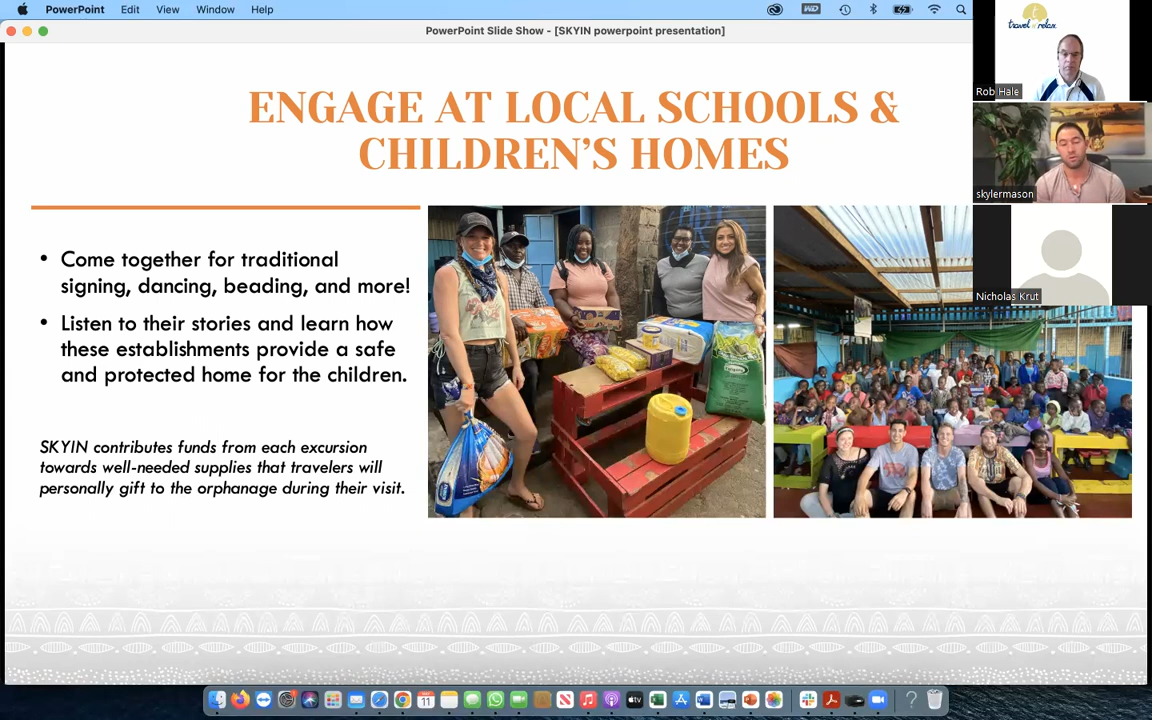 PowerPoint Edit View Window Help
PowerPoint Slide Show - [SKYIN powerpoint presentation]
travel relax
Rob Hale
skylermason
Nicholas Krut
ENGAGE AT LOCAL SCHOOLS &
CHILDREN'S HOMES
• Come together for traditional
signing, dancing, beading, and more!
• Listen to their stories and learn how
these establishments provide a safe
and protected home for the children.
SKYIN contributes funds from each excursion
towards well-needed supplies that travelers will
personally gift to the orphanage during their visit.